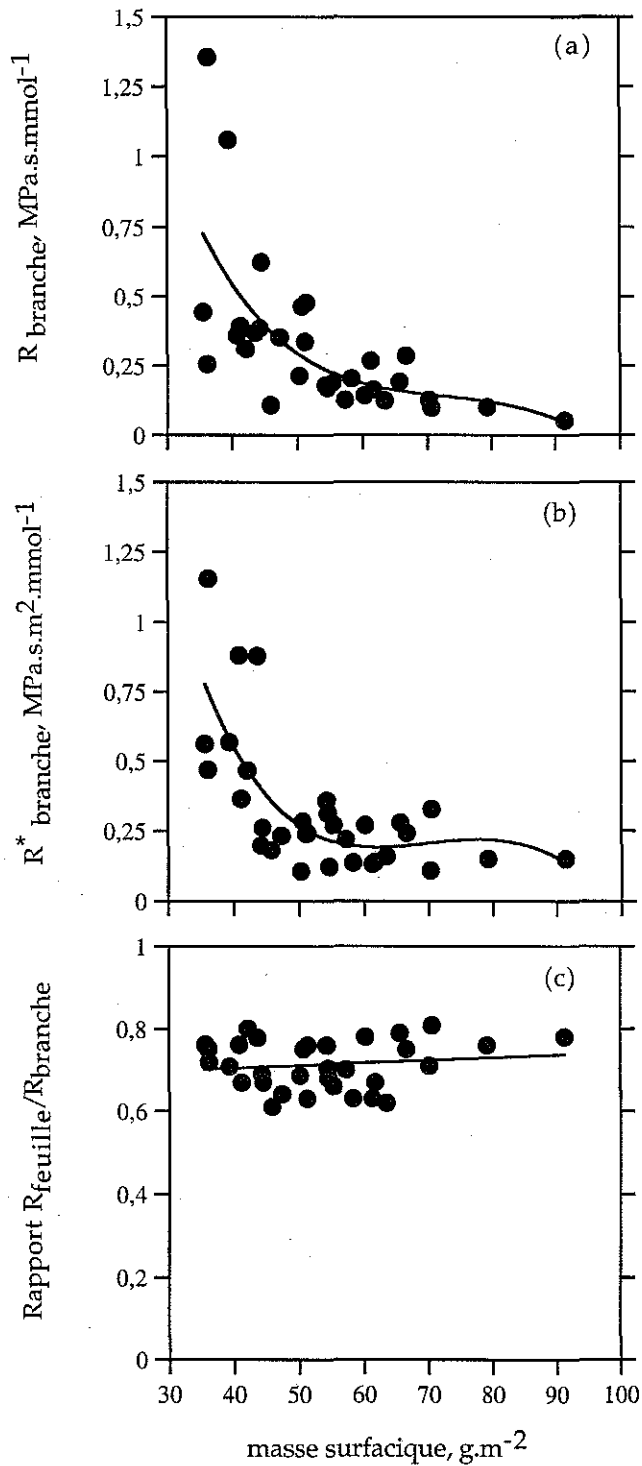 1,5
(a)
1,25
1
0,75
0,5
0,25
0
R branche, MPa.s.mmol-1
1,5
(b)
1,25
1
0,75
0,5
0,25
0
R* branche, MPa.s.m2.mmol-1
1
(c)
0,8
0,6
0,4
0,2
0
Rapport Rfeuille/Rbranche
30 40 50 60 70 80 90 100
masse surfacique, g.m-2